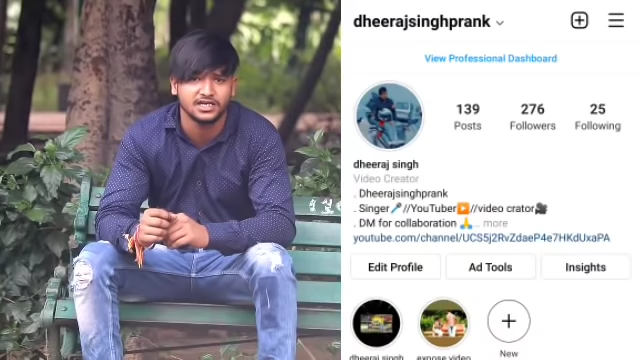 dheerajsinghprank
View Professional Dashboard
139 276 25
Posts Followers Following
dheeraj singh
Video Creator
. Dheerajsinghprank
. Singer🎤//YouTuber▶️//video crator🎥
. DM for collaboration 🙏 ... more
youtube.com/channel/UCS5j2RvZdaeP4e7HKdUxaPA
Edit Profile Ad Tools Insights
dheeraj singh expose video New